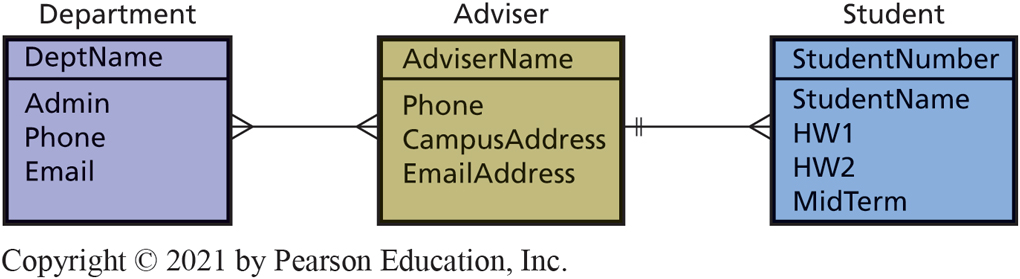 Department
DeptName
Admin
Phone
Email
Adviser
AdviserName
Phone
CampusAddress
EmailAddress
Student
StudentNumber
StudentName
HW1
HW2
MidTerm
Copyright © 2021 by Pearson Education, Inc.